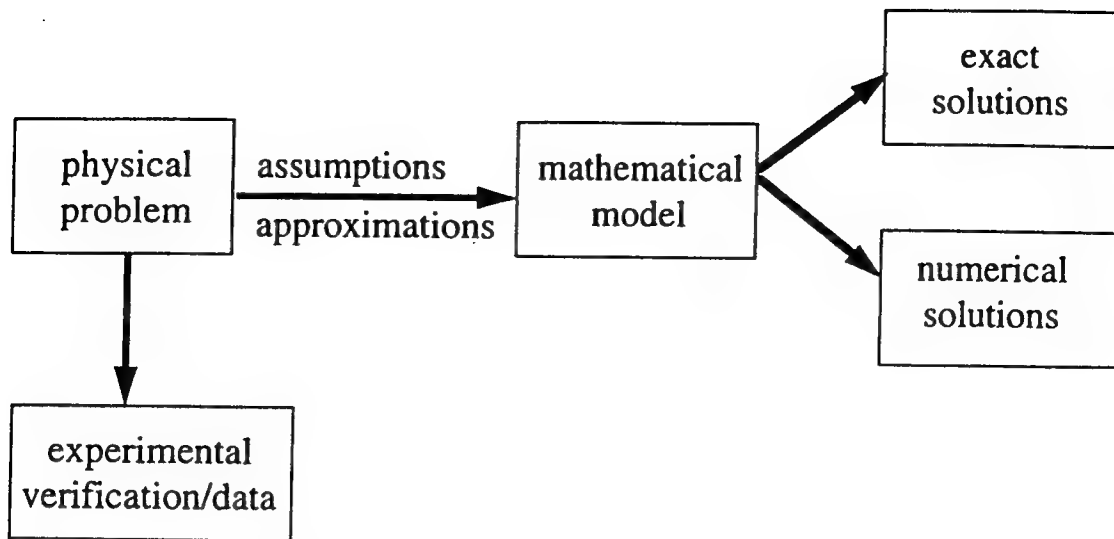 physical
problem
assumptions
approximations
mathematical
model
exact
solutions
numerical
solutions
experimental
verification/data